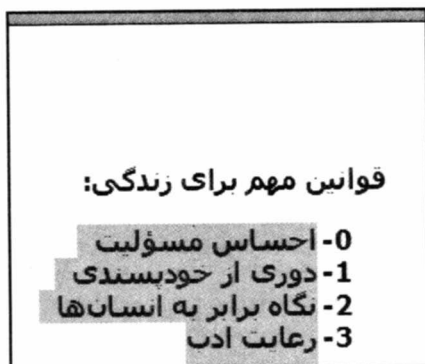 قوانین مهم برای زندگی:
0- احساس مسؤلیت
1- دوری از خودپسندی
2- نگاه برابر به انسان‌ها
3- رعایت ادب